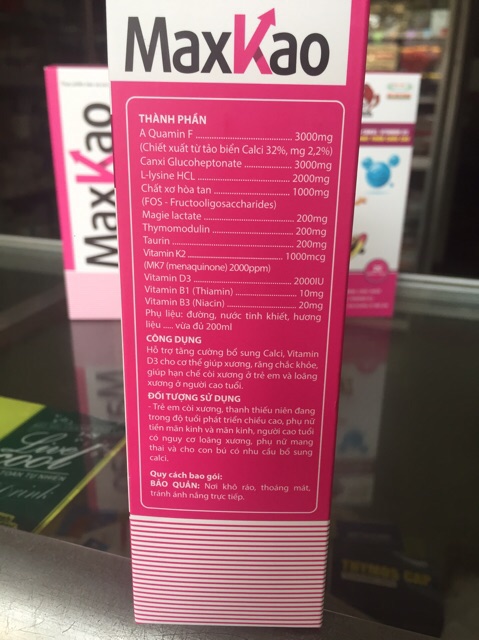 MaxKao
THÀNH PHẦN
A Quamin F ........................ 3000mg
(Chiết xuất từ tảo biển Calci 32%, mg 2,2%)
Canxi Glucoheptonate ............... 3000mg
L-lysine HCL ....................... 2000mg
Chất xơ hòa tan .................... 1000mg
(FOS - Fructooligosaccharides)
Magie lactate ...................... 200mg
Thymomodulin ....................... 200mg
Taurin ............................. 200mg
Vitamin K2 ......................... 1000mcg
(MK7 (menaquinone) 2000ppm)
Vitamin D3 ......................... 2000IU
Vitamin B1 (Thiamin) ............... 10mg
Vitamin B3 (Niacin) ................ 20mg
Phụ liệu: đường, nước tinh khiết, hương
liệu ..... vừa đủ 200ml
CÔNG DỤNG
Hỗ trợ tăng cường bổ sung Calci, Vitamin
D3 cho cơ thể giúp xương, răng chắc khỏe,
giúp hạn chế còi xương ở trẻ em và loãng
xương ở người cao tuổi.
ĐỐI TƯỢNG SỬ DỤNG
- Trẻ em còi xương, thanh thiếu niên đang
trong độ tuổi phát triển chiều cao, phụ nữ
tiền mãn kinh và mãn kinh, người cao tuổi
có nguy cơ loãng xương, phụ nữ mang
thai và cho con bú có nhu cầu bổ sung
calci.
Quy cách bao gói:
BẢO QUẢN: Nơi khô ráo, thoáng mát,
tránh ánh nắng trực tiếp.
MaxKao